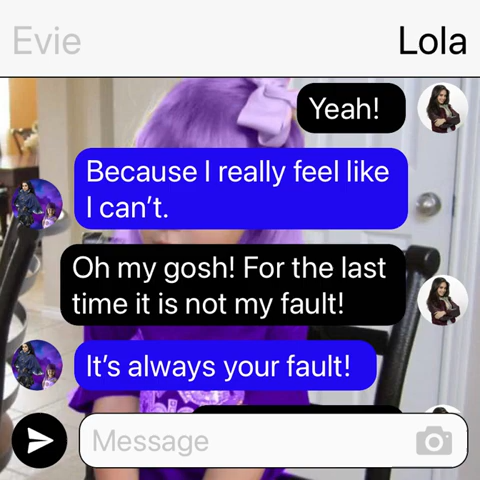 Evie
Lola
Yeah!
Because I really feel like
I can't.
Oh my gosh! For the last
time it is not my fault!
It's always your fault!
Message